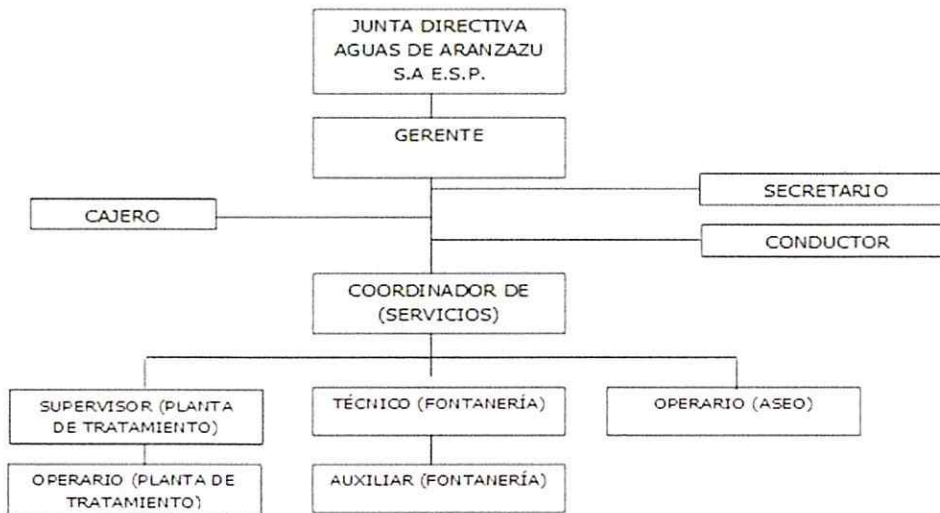 JUNTA DIRECTIVA
AGUAS DE ARANZAZU
S.A E.S.P.
GERENTE
SECRETARIO
CAJERO
CONDUCTOR
COORDINADOR DE
(SERVICIOS)
SUPERVISOR (PLANTA
DE TRATAMIENTO)
TÉCNICO (FONTANERÍA)
OPERARIO (ASEO)
OPERARIO (PLANTA DE
TRATAMIENTO)
AUXILIAR (FONTANERÍA)